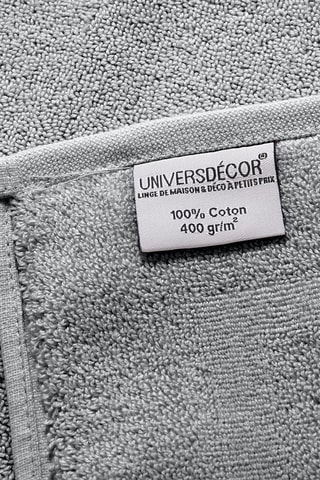 UNIVERSDÉCOR®
LINGE DE MAISON & DÉCO À PETITS PRIX
100% Coton
400 gr/m²